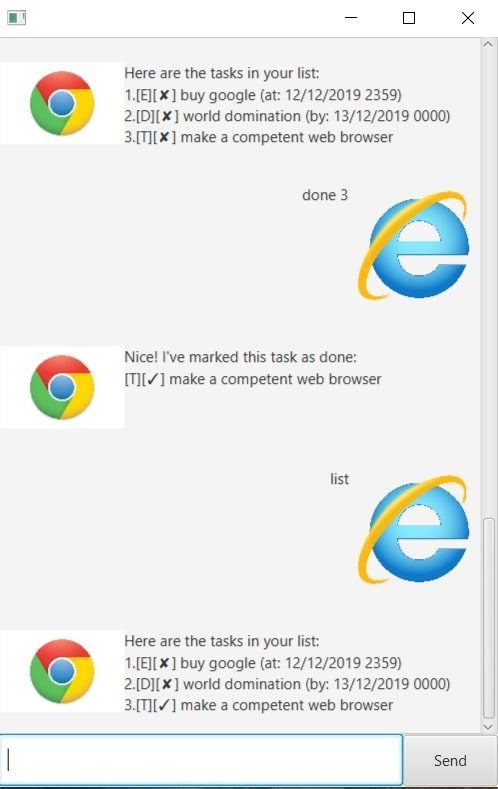 Here are the tasks in your list:
1.[E][✘] buy google (at: 12/12/2019 2359)
2.[D][✘] world domination (by: 13/12/2019 0000)
3.[T][✘] make a competent web browser
done 3
Nice! I've marked this task as done:
[T][✓] make a competent web browser
list
Here are the tasks in your list:
1.[E][✘] buy google (at: 12/12/2019 2359)
2.[D][✘] world domination (by: 13/12/2019 0000)
3.[T][✓] make a competent web browser
Send